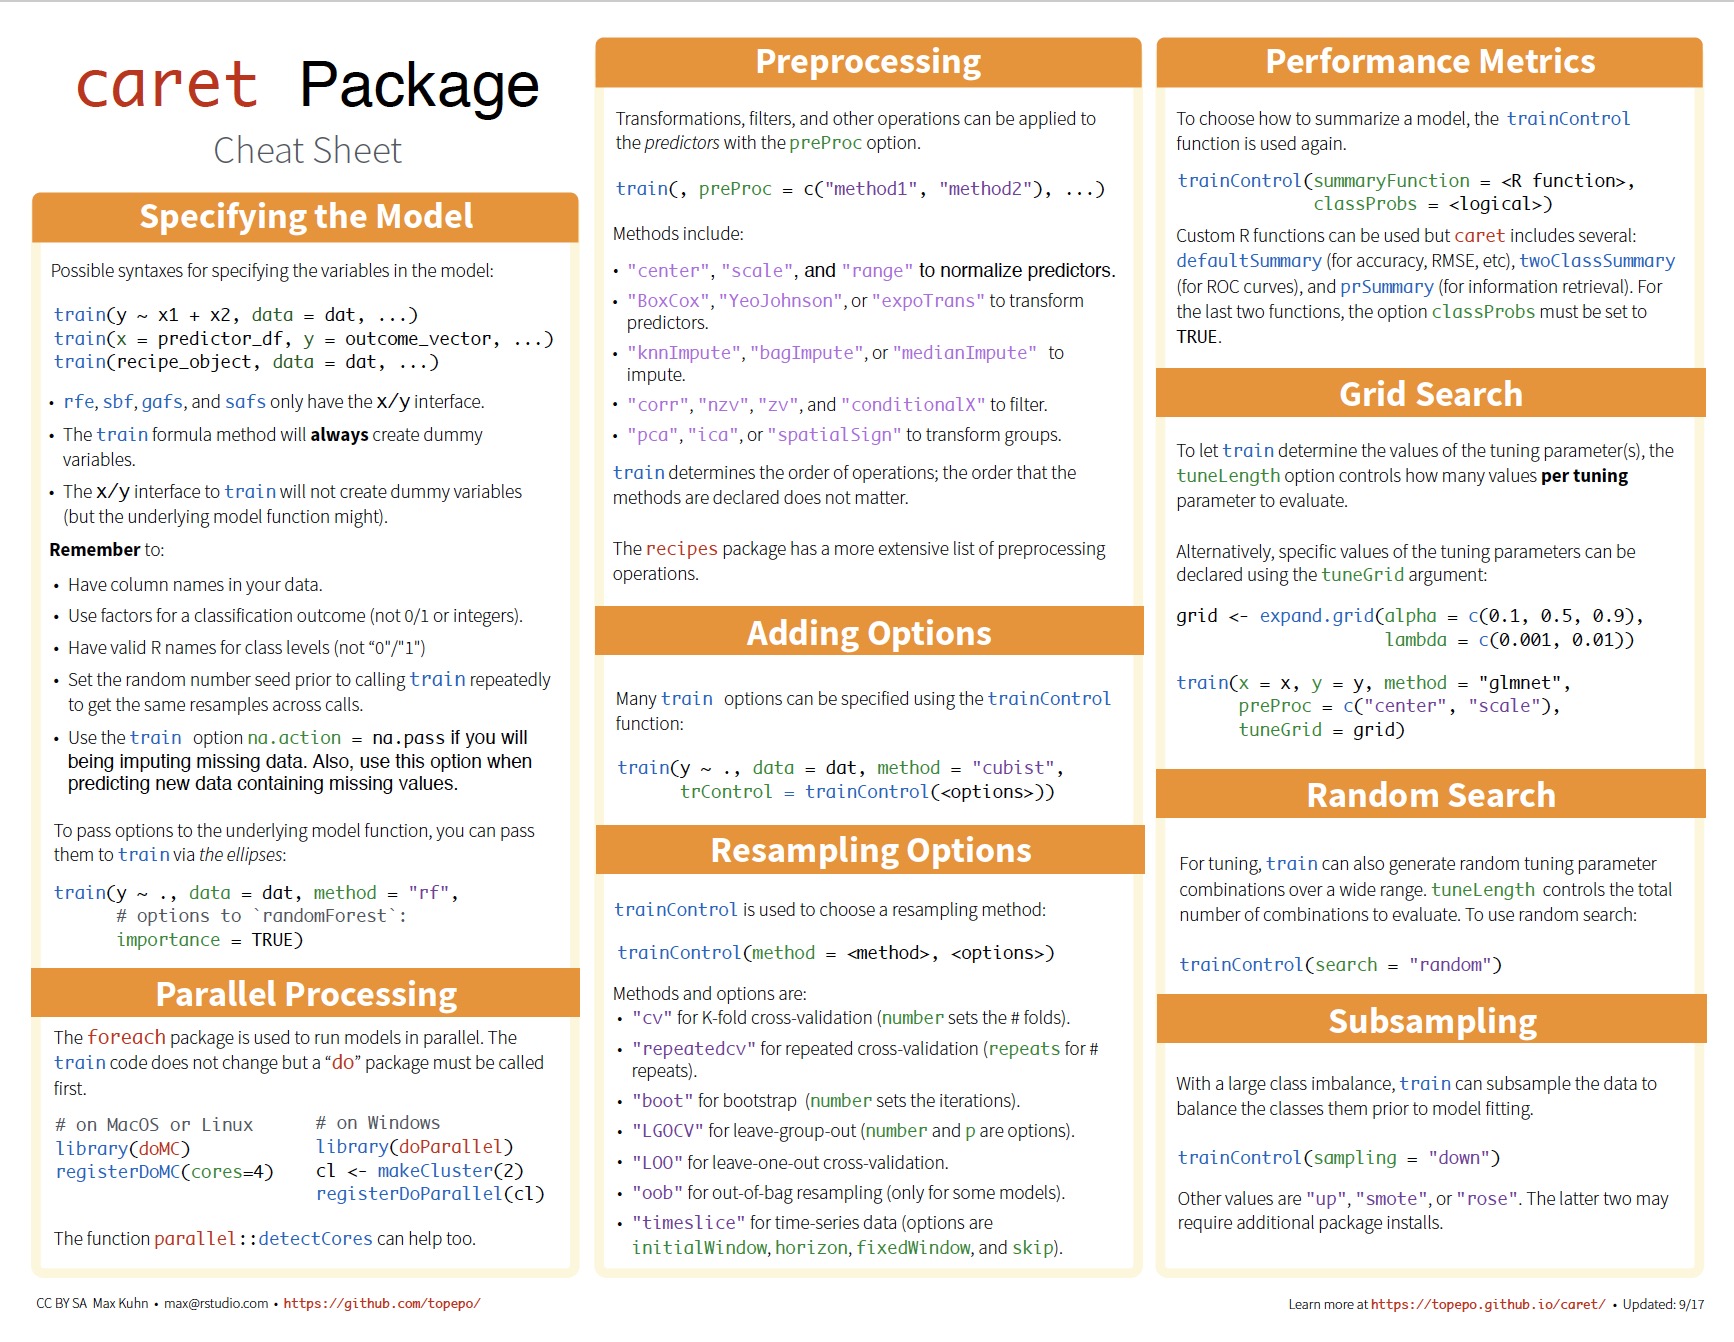 caret Package
Cheat Sheet
Specifying the Model
Possible syntaxes for specifying the variables in the model:
train(y ~ x1 + x2, data = dat, ...)
train(x = predictor_df, y = outcome_vector, ...)
train(recipe_object, data = dat, ...)
• rfe, sbf, gafs, and safs only have the x/y interface.
• The train formula method will always create dummy
variables.
• The x/y interface to train will not create dummy variables
(but the underlying model function might).
Remember to:
• Have column names in your data.
• Use factors for a classification outcome (not 0/1 or integers).
• Have valid R names for class levels (not “0"/"1")
• Set the random number seed prior to calling train repeatedly
to get the same resamples across calls.
• Use the train option na.action = na.pass if you will
being imputing missing data. Also, use this option when
predicting new data containing missing values.
To pass options to the underlying model function, you can pass
them to train via the ellipses:
train(y ~ ., data = dat, method = "rf",
# options to `randomForest`:
importance = TRUE)
Parallel Processing
The foreach package is used to run models in parallel. The
train code does not change but a “do” package must be called
first.
# on MacOS or Linux
library(doMC)
registerDoMC(cores=4)
# on Windows
library(doParallel)
cl <- makeCluster(2)
registerDoParallel(cl)
The function parallel::detectCores can help too.
Preprocessing
Transformations, filters, and other operations can be applied to
the predictors with the preProc option.
train(, preProc = c("method1", "method2"), ...)
Methods include:
• "center", "scale", and "range" to normalize predictors.
• "BoxCox", "YeoJohnson", or "expoTrans" to transform
predictors.
• "knnImpute", "bagImpute", or "medianImpute" to
impute.
• "corr", "nzv", "zv", and "conditionalX" to filter.
• "pca", "ica", or "spatialSign" to transform groups.
train determines the order of operations; the order that the
methods are declared does not matter.
The recipes package has a more extensive list of preprocessing
operations.
Adding Options
Many train options can be specified using the trainControl
function:
train(y ~ ., data = dat, method = "cubist",
trControl = trainControl(<options>))
Resampling Options
trainControl is used to choose a resampling method:
trainControl(method = <method>, <options>)
Methods and options are:
• "cv" for K-fold cross-validation (number sets the # folds).
• "repeatedcv" for repeated cross-validation (repeats for #
repeats).
• "boot" for bootstrap (number sets the iterations).
• "LGOCV" for leave-group-out (number and p are options).
• "LOO" for leave-one-out cross-validation.
• "oob" for out-of-bag resampling (only for some models).
• "timeslice" for time-series data (options are
initialWindow, horizon, fixedWindow, and skip).
Performance Metrics
To choose how to summarize a model, the trainControl
function is used again.
trainControl(summaryFunction = <R function>,
classProbs = <logical>)
Custom R functions can be used but caret includes several:
defaultSummary (for accuracy, RMSE, etc), twoClassSummary
(for ROC curves), and prSummary (for information retrieval). For
the last two functions, the option classProbs must be set to
TRUE.
Grid Search
To let train determine the values of the tuning parameter(s), the
tuneLength option controls how many values per tuning
parameter to evaluate.
Alternatively, specific values of the tuning parameters can be
declared using the tuneGrid argument:
grid <- expand.grid(alpha = c(0.1, 0.5, 0.9),
lambda = c(0.001, 0.01))
train(x = x, y = y, method = "glmnet",
preProc = c("center", "scale"),
tuneGrid = grid)
Random Search
For tuning, train can also generate random tuning parameter
combinations over a wide range. tuneLength controls the total
number of combinations to evaluate. To use random search:
trainControl(search = "random")
Subsampling
With a large class imbalance, train can subsample the data to
balance the classes them prior to model fitting.
trainControl(sampling = "down")
Other values are "up", "smote", or "rose". The latter two may
require additional package installs.
CC BY SA Max Kuhn • max@rstudio.com • https://github.com/topepo/
Learn more at https://topepo.github.io/caret/ • Updated: 9/17